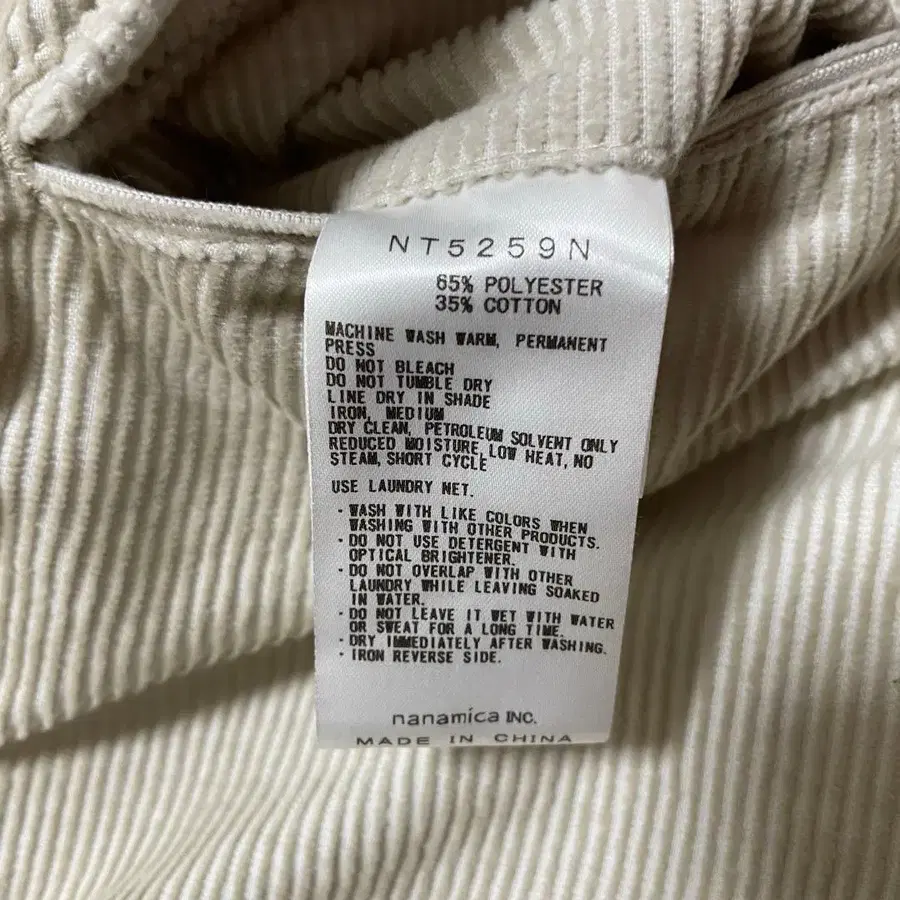 NT5259N
65% POLYESTER
35% COTTON
MACHINE WASH WARM, PERMANENT
PRESS
DO NOT BLEACH
DO NOT TUMBLE DRY
LINE DRY IN SHADE
IRON, MEDIUM
DRY CLEAN, PETROLEUM SOLVENT ONLY
REDUCED MOISTURE, LOW HEAT, NO
STEAM, SHORT CYCLE
USE LAUNDRY NET.
· WASH WITH LIKE COLORS WHEN
WASHING WITH OTHER PRODUCTS.
· DO NOT USE DETERGENT WITH
OPTICAL BRIGHTENER.
· DO NOT OVERLAP WITH OTHER
LAUNDRY WHILE LEAVING SOAKED
IN WATER.
· DO NOT LEAVE IT WET WITH WATER
OR SWEAT FOR A LONG TIME.
· DRY IMMEDIATELY AFTER WASHING.
· IRON REVERSE SIDE.
nanamica INC.
MADE IN CHINA